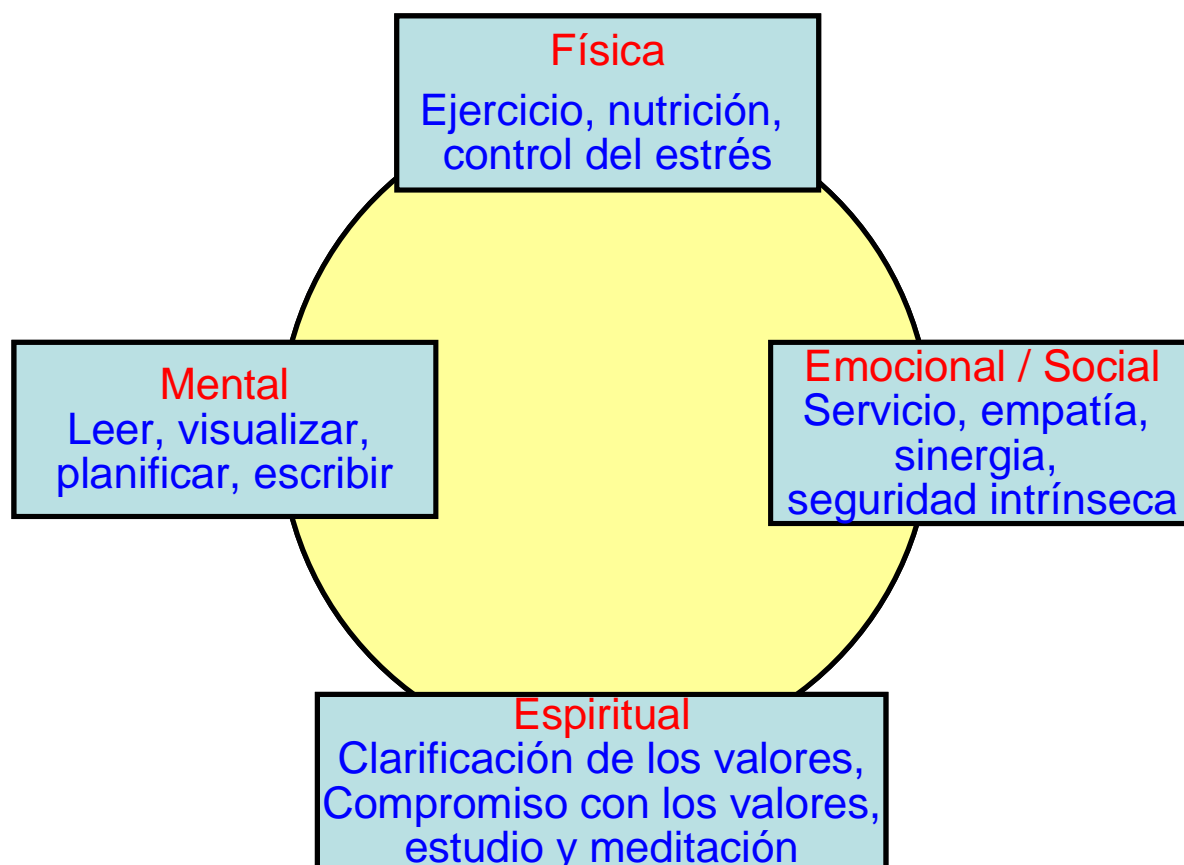 Física
Ejercicio, nutrición,
control del estrés
Mental
Leer, visualizar,
planificar, escribir
Emocional / Social
Servicio, empatía,
sinergia,
seguridad intrínseca
Espiritual
Clarificación de los valores,
Compromiso con los valores,
estudio y meditación